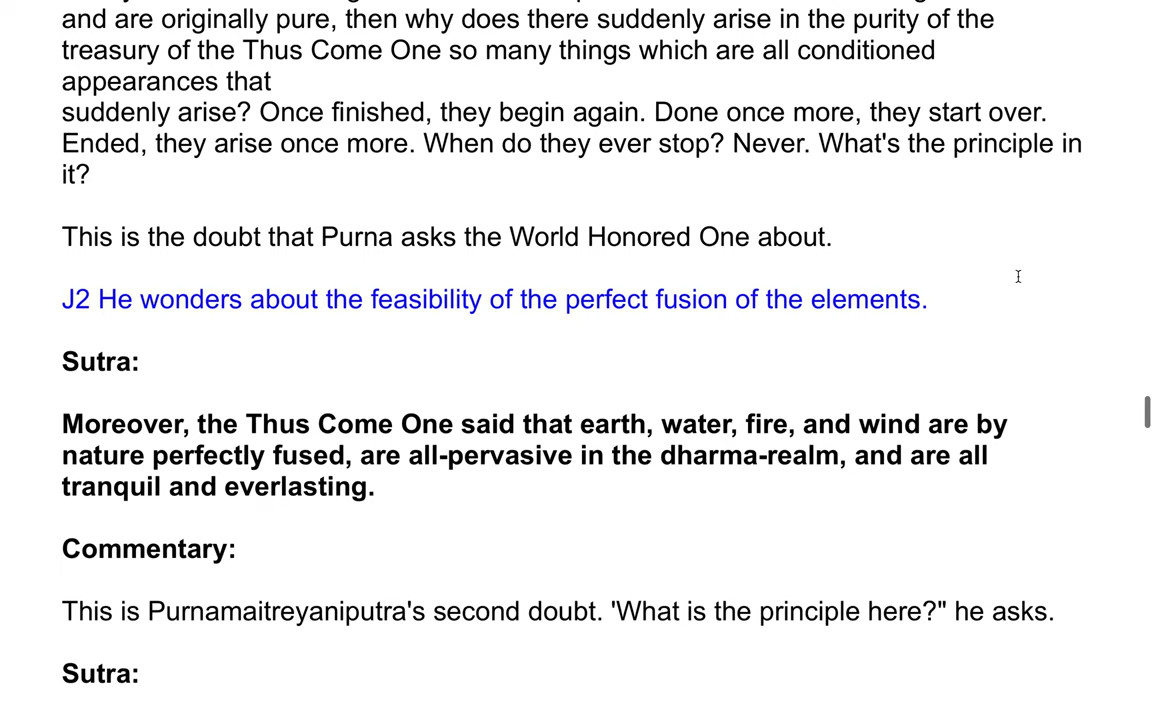 and are originally pure, then why does there suddenly arise in the purity of the
treasury of the Thus Come One so many things which are all conditioned
appearances that
suddenly arise? Once finished, they begin again. Done once more, they start over.
Ended, they arise once more. When do they ever stop? Never. What's the principle in
it?
This is the doubt that Purna asks the World Honored One about.
J2 He wonders about the feasibility of the perfect fusion of the elements.
Sutra:
Moreover, the Thus Come One said that earth, water, fire, and wind are by
nature perfectly fused, are all-pervasive in the dharma-realm, and are all
tranquil and everlasting.
Commentary:
This is Purnamaitreyaniputra's second doubt. 'What is the principle here?" he asks.
Sutra: